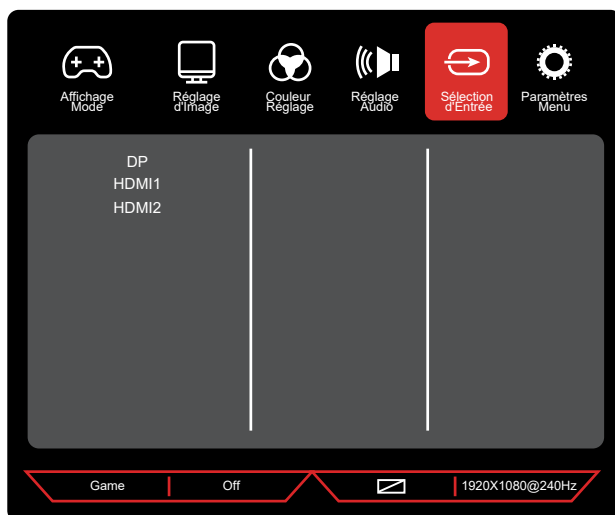 Affichage
Mode
Réglage
d'Image
Couleur
Réglage
Réglage
Audio
Sélection
d'Entrée
Paramètres
Menu
DP
HDMI1
HDMI2
Game
Off
1920X1080@240Hz